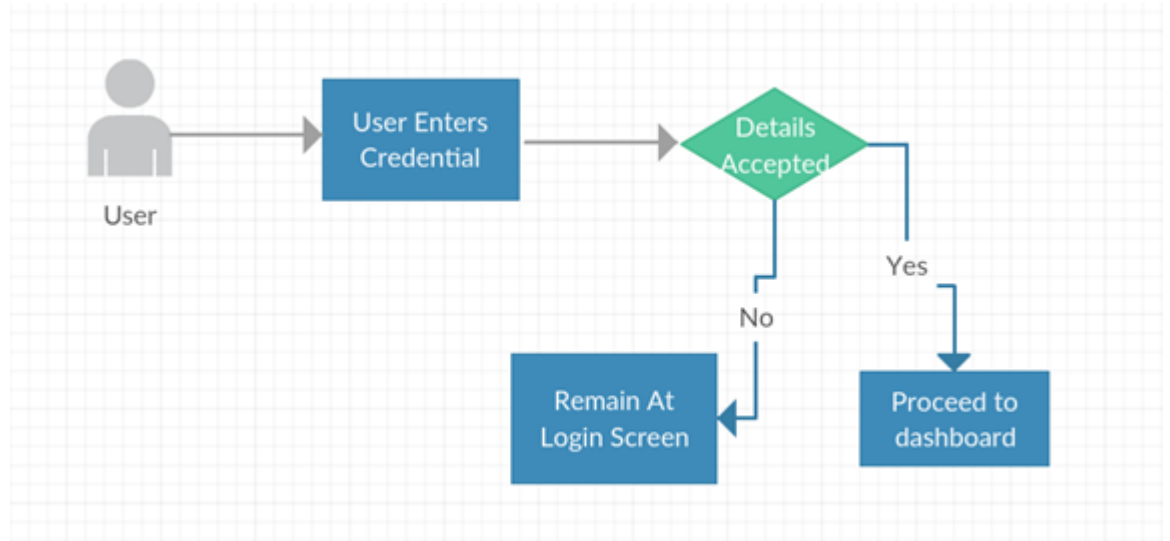 User
User Enters
Credential
Details
Accepted
Yes
No
Remain At
Login Screen
Proceed to
dashboard